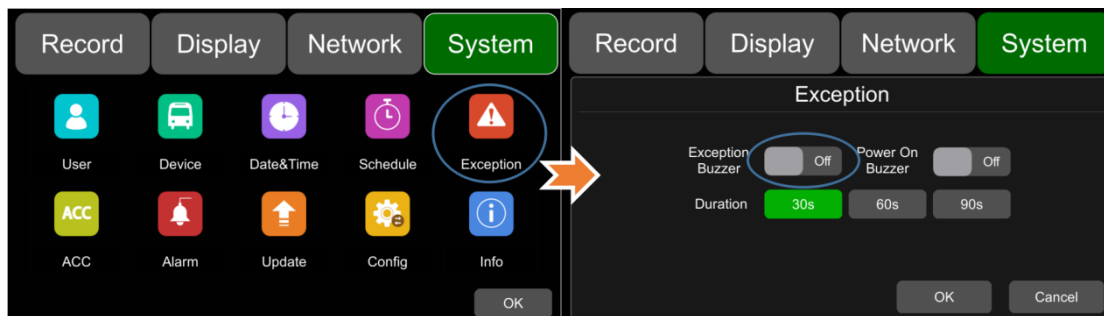 Record Display Network System
User Device Date&Time Schedule Exception
ACC
ACC Alarm Update Config Info
OK
Record Display Network System
Exception
Exception Buzzer Off Power On Buzzer Off
Duration 30s 60s 90s
OK Cancel